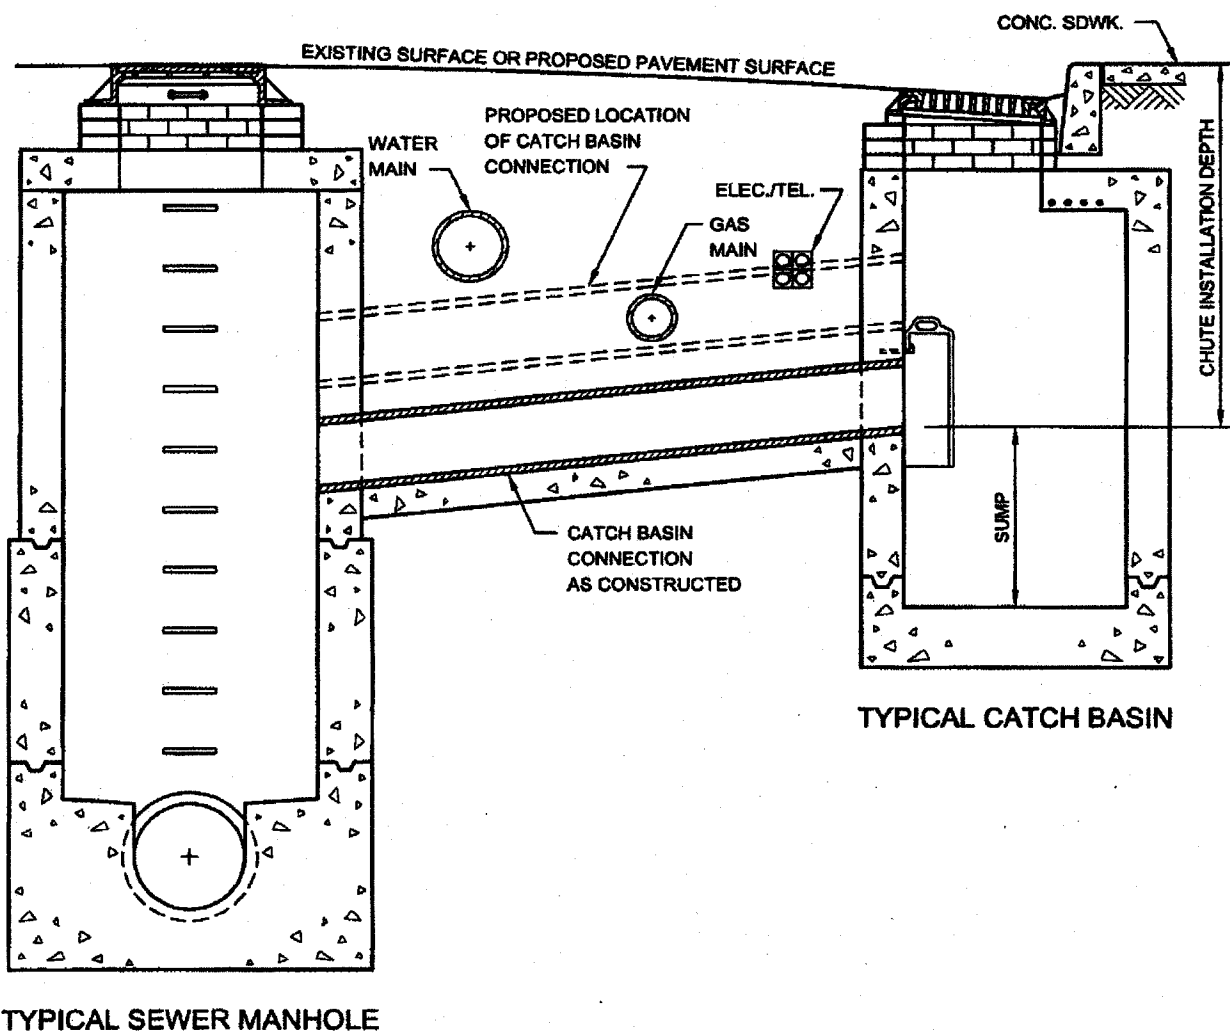 CONC. SDWK.
EXISTING SURFACE OR PROPOSED PAVEMENT SURFACE
PROPOSED LOCATION
OF CATCH BASIN
CONNECTION
WATER
MAIN
ELEC./TEL.
GAS
MAIN
CHUTE INSTALLATION DEPTH
SUMP
CATCH BASIN
CONNECTION
AS CONSTRUCTED
TYPICAL CATCH BASIN
TYPICAL SEWER MANHOLE